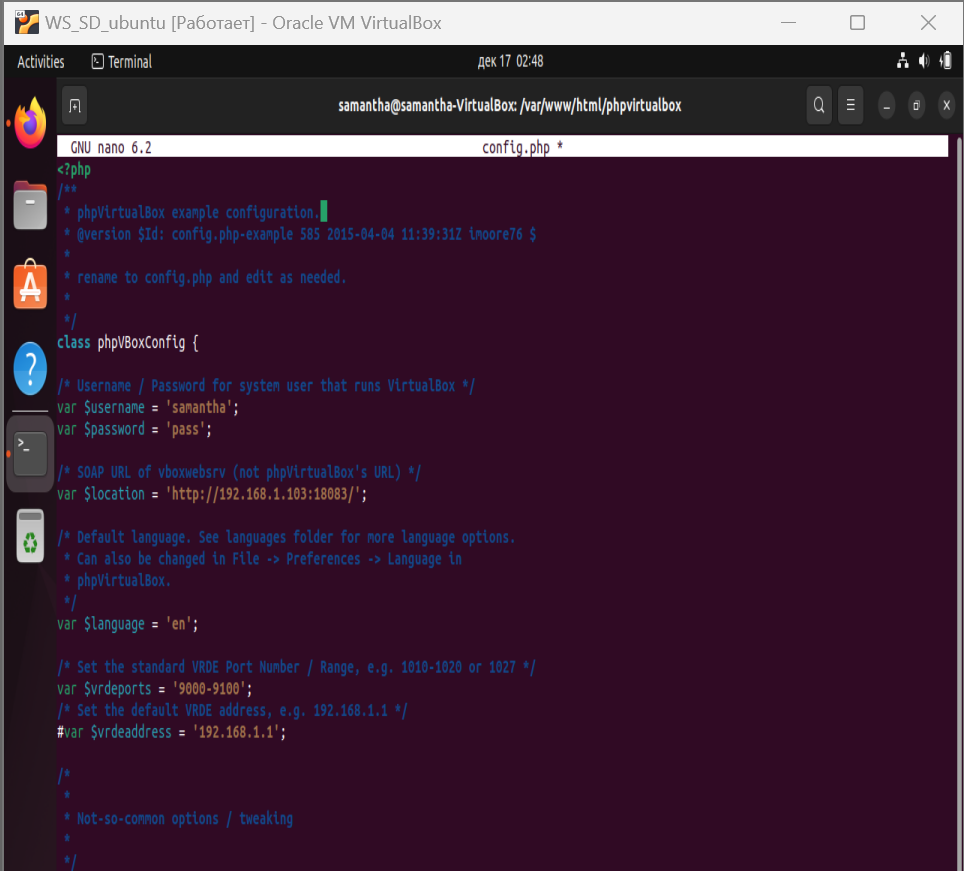 WS_SD_ubuntu [Работает] - Oracle VM VirtualBox
Activities Terminal дек 17 02:48
samantha@samantha-VirtualBox: /var/www/html/phpvirtualbox
GNU nano 6.2 config.php *
<?php
/**
* phpVirtualBox example configuration.
* @version $Id: config.php-example 585 2015-04-04 11:39:31Z imoore76 $
*
* rename to config.php and edit as needed.
*
*/
class phpVBoxConfig {
/* Username / Password for system user that runs VirtualBox */
var $username = 'samantha';
var $password = 'pass';
/* SOAP URL of vboxwebsrv (not phpVirtualBox's URL) */
var $location = 'http://192.168.1.103:18083/';
/* Default language. See languages folder for more language options.
* Can also be changed in File -> Preferences -> Language in
* phpVirtualBox.
*/
var $language = 'en';
/* Set the standard VRDE Port Number / Range, e.g. 1010-1020 or 1027 */
var $vrdeports = '9000-9100';
/* Set the default VRDE address, e.g. 192.168.1.1 */
#var $vrdeaddress = '192.168.1.1';
/*
*
* Not-so-common options / tweaking
*
*/